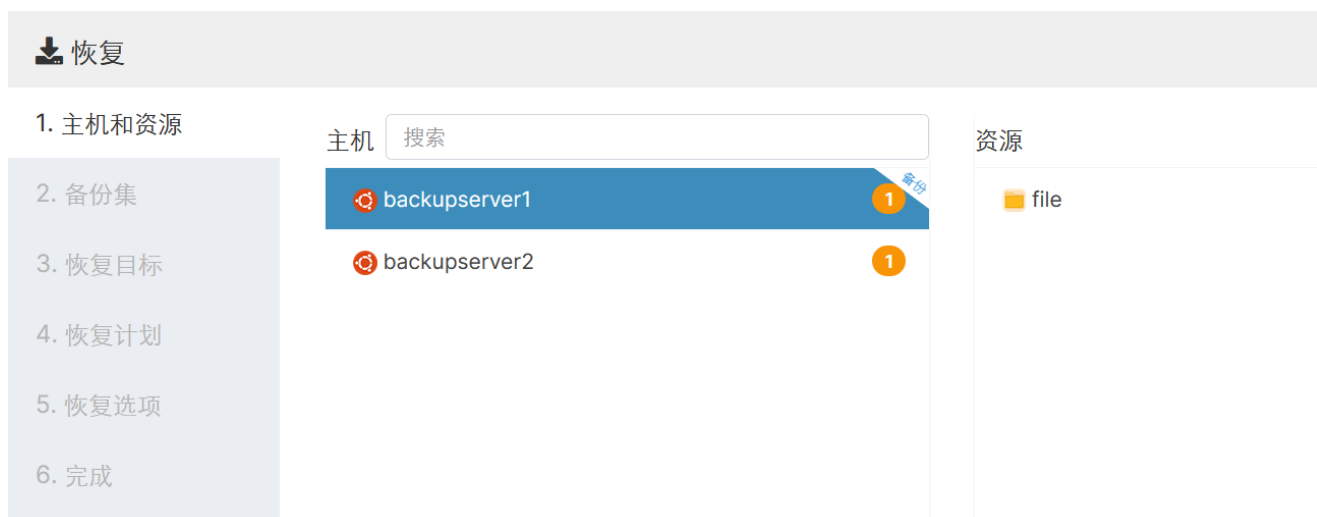 恢复
1. 主机和资源
2. 备份集
3. 恢复目标
4. 恢复计划
5. 恢复选项
6. 完成
主机 搜索
backupserver1 1 备份
backupserver2 1
资源
file